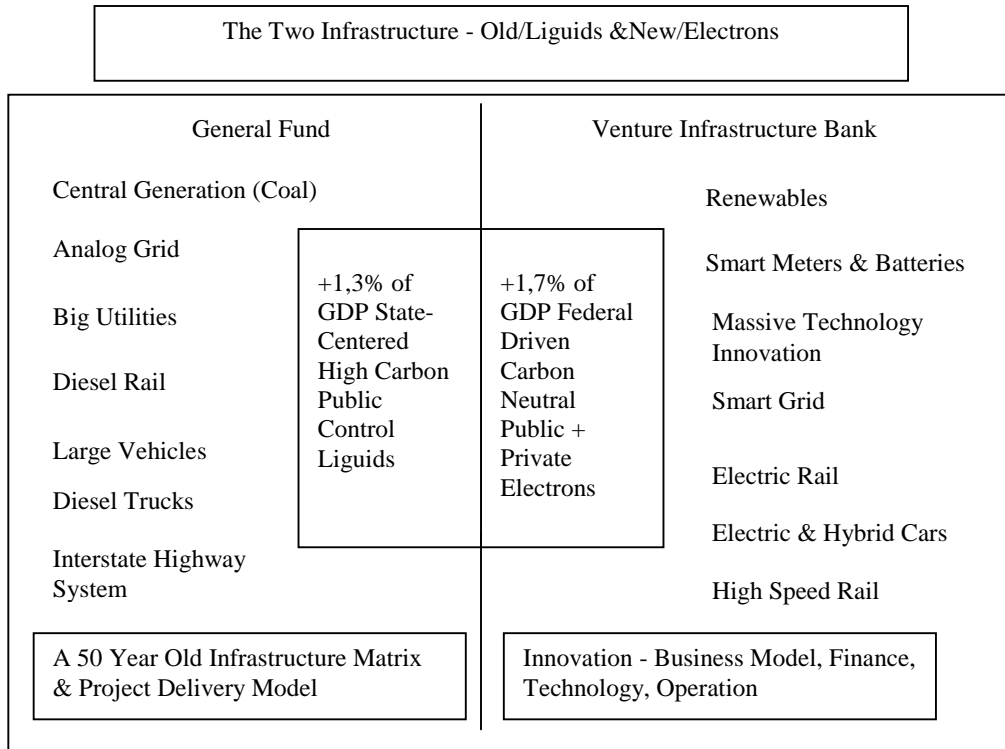 The Two Infrastructure - Old/Liguids &New/Electrons
General Fund
Central Generation (Coal)
Analog Grid
Big Utilities
Diesel Rail
Large Vehicles
Diesel Trucks
Interstate Highway
System
+1,3% of
GDP State-
Centered
High Carbon
Public
Control
Liguids
A 50 Year Old Infrastructure Matrix
& Project Delivery Model
Venture Infrastructure Bank
+1,7% of
GDP Federal
Driven
Carbon
Neutral
Public +
Private
Electrons
Renewables
Smart Meters & Batteries
Massive Technology
Innovation
Smart Grid
Electric Rail
Electric & Hybrid Cars
High Speed Rail
Innovation - Business Model, Finance,
Technology, Operation